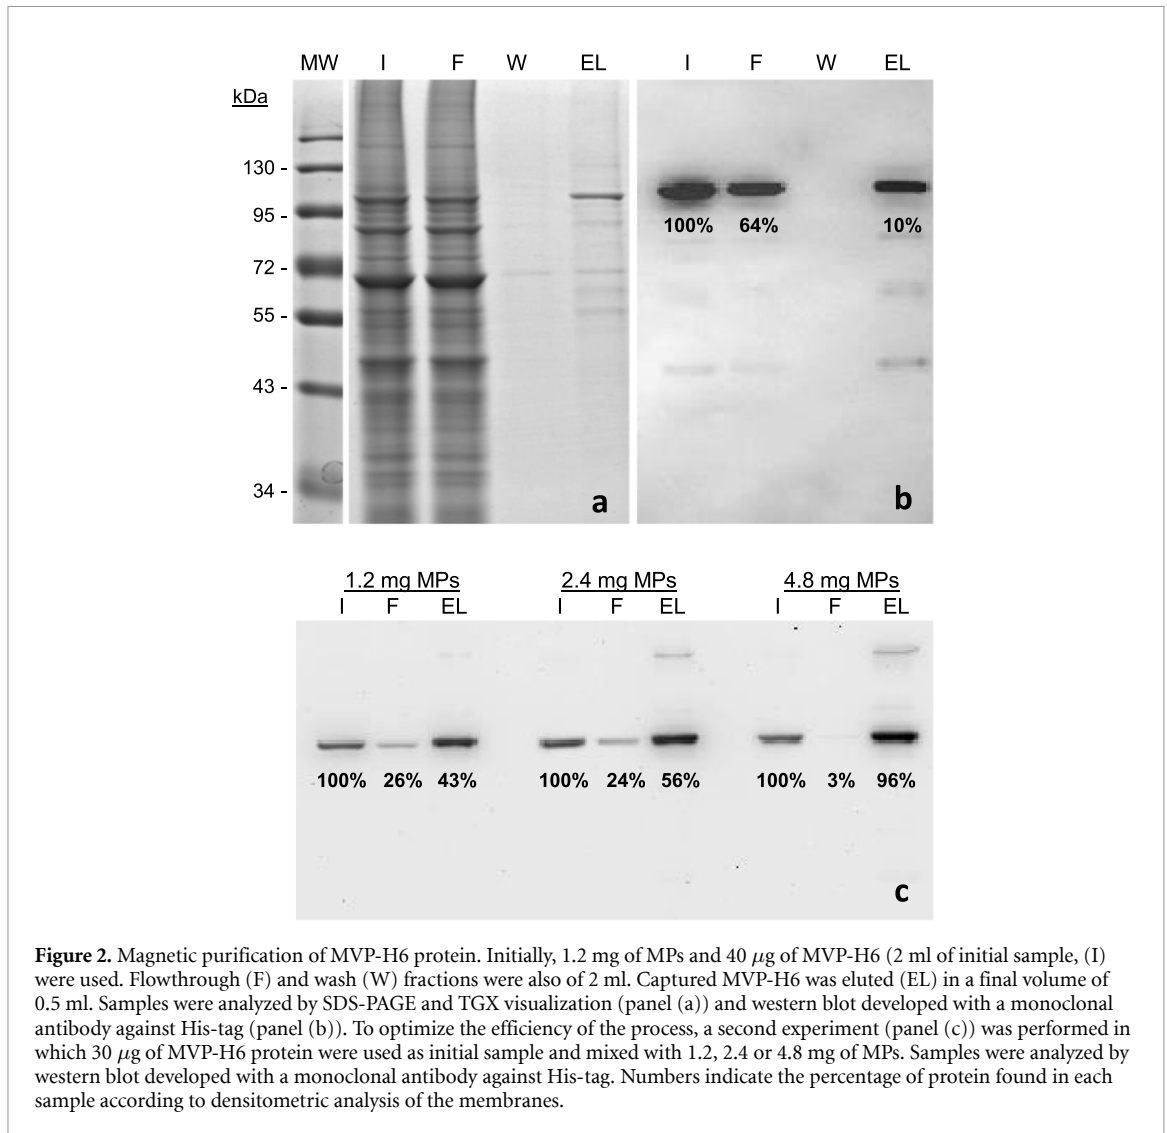 MW I F W EL I F W EL
kDa
130 -
95 -
72 -
55 -
43 -
34 -
100% 64% 10%
a b
1.2 mg MPs 2.4 mg MPs 4.8 mg MPs
I F EL I F EL I F EL
100% 26% 43% 100% 24% 56% 100% 3% 96%
c
Figure 2. Magnetic purification of MVP-H6 protein. Initially, 1.2 mg of MPs and 40 μg of MVP-H6 (2 ml of initial sample, (I)
were used. Flowthrough (F) and wash (W) fractions were also of 2 ml. Captured MVP-H6 was eluted (EL) in a final volume of
0.5 ml. Samples were analyzed by SDS-PAGE and TGX visualization (panel (a)) and western blot developed with a monoclonal
antibody against His-tag (panel (b)). To optimize the efficiency of the process, a second experiment (panel (c)) was performed in
which 30 μg of MVP-H6 protein were used as initial sample and mixed with 1.2, 2.4 or 4.8 mg of MPs. Samples were analyzed by
western blot developed with a monoclonal antibody against His-tag. Numbers indicate the percentage of protein found in each
sample according to densitometric analysis of the membranes.